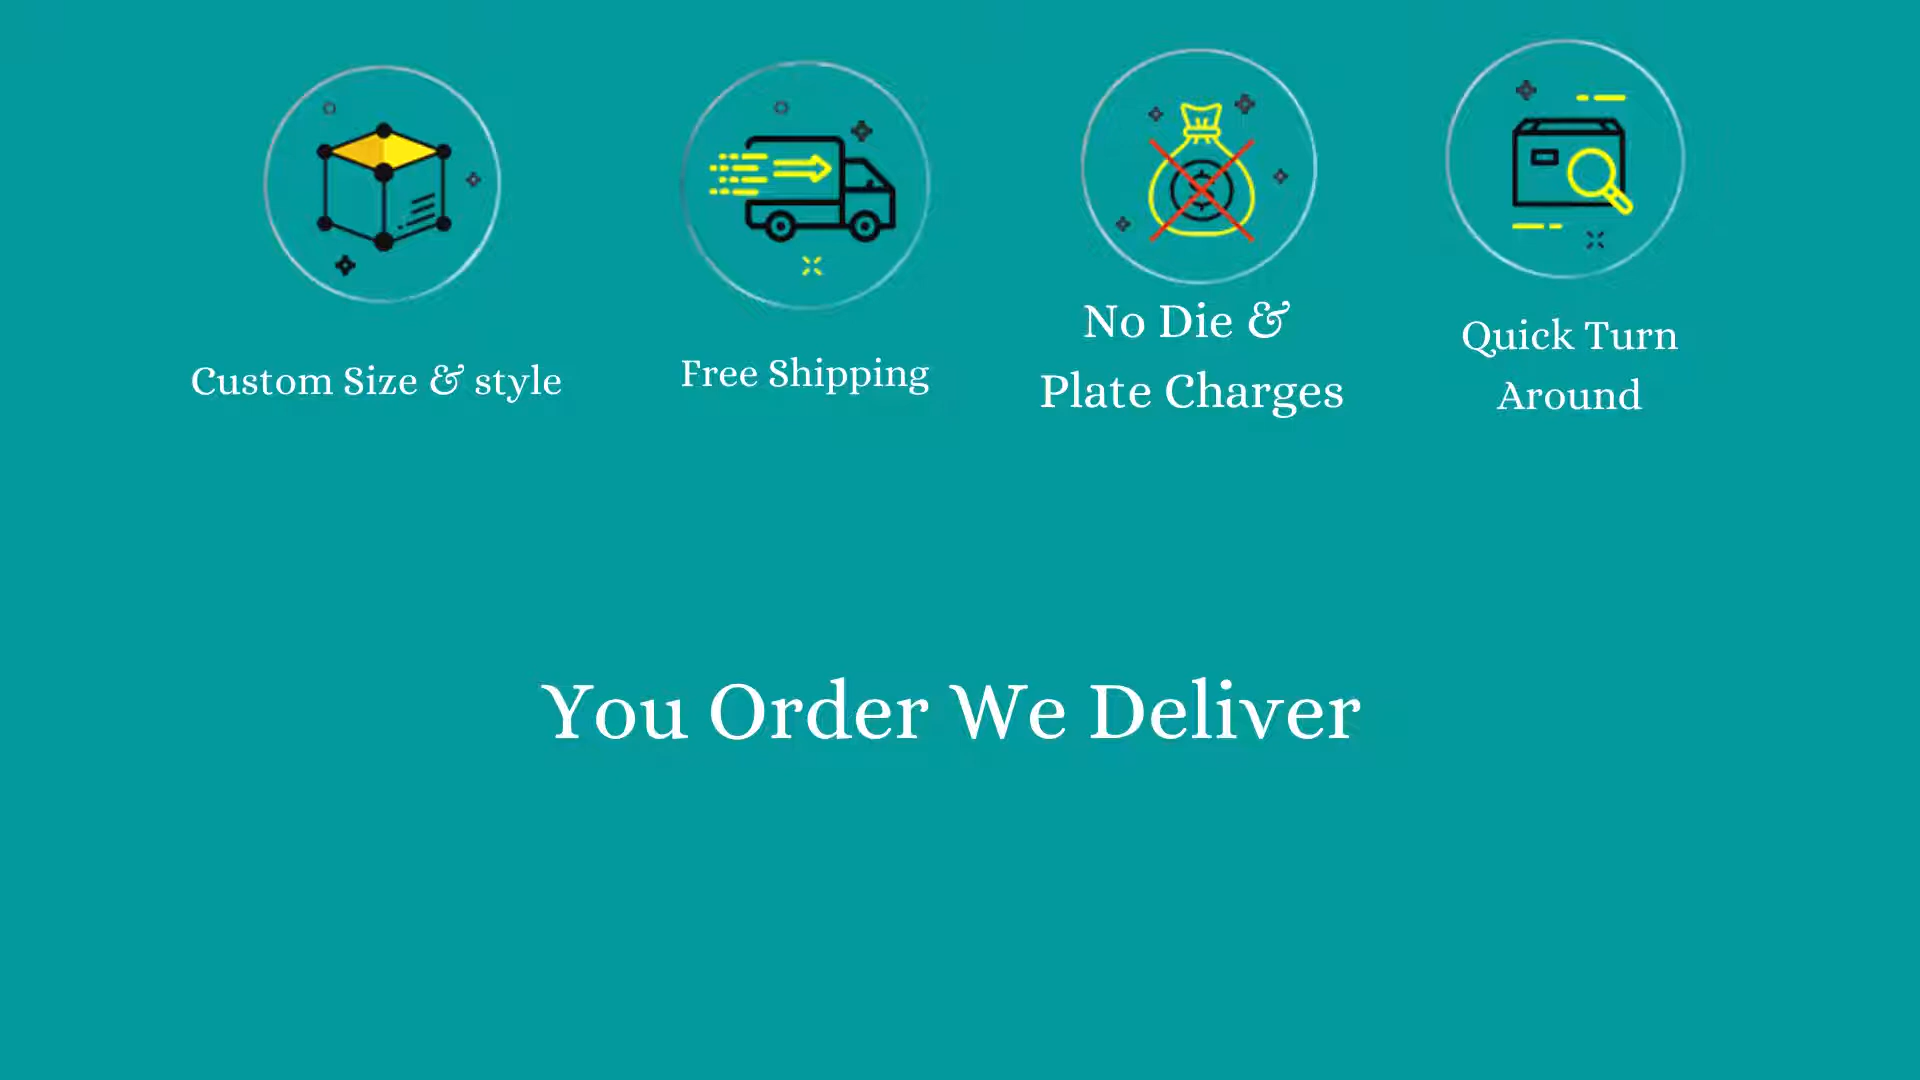 Custom Size & style
Free Shipping
No Die &
Plate Charges
Quick Turn
Around
You Order We Deliver